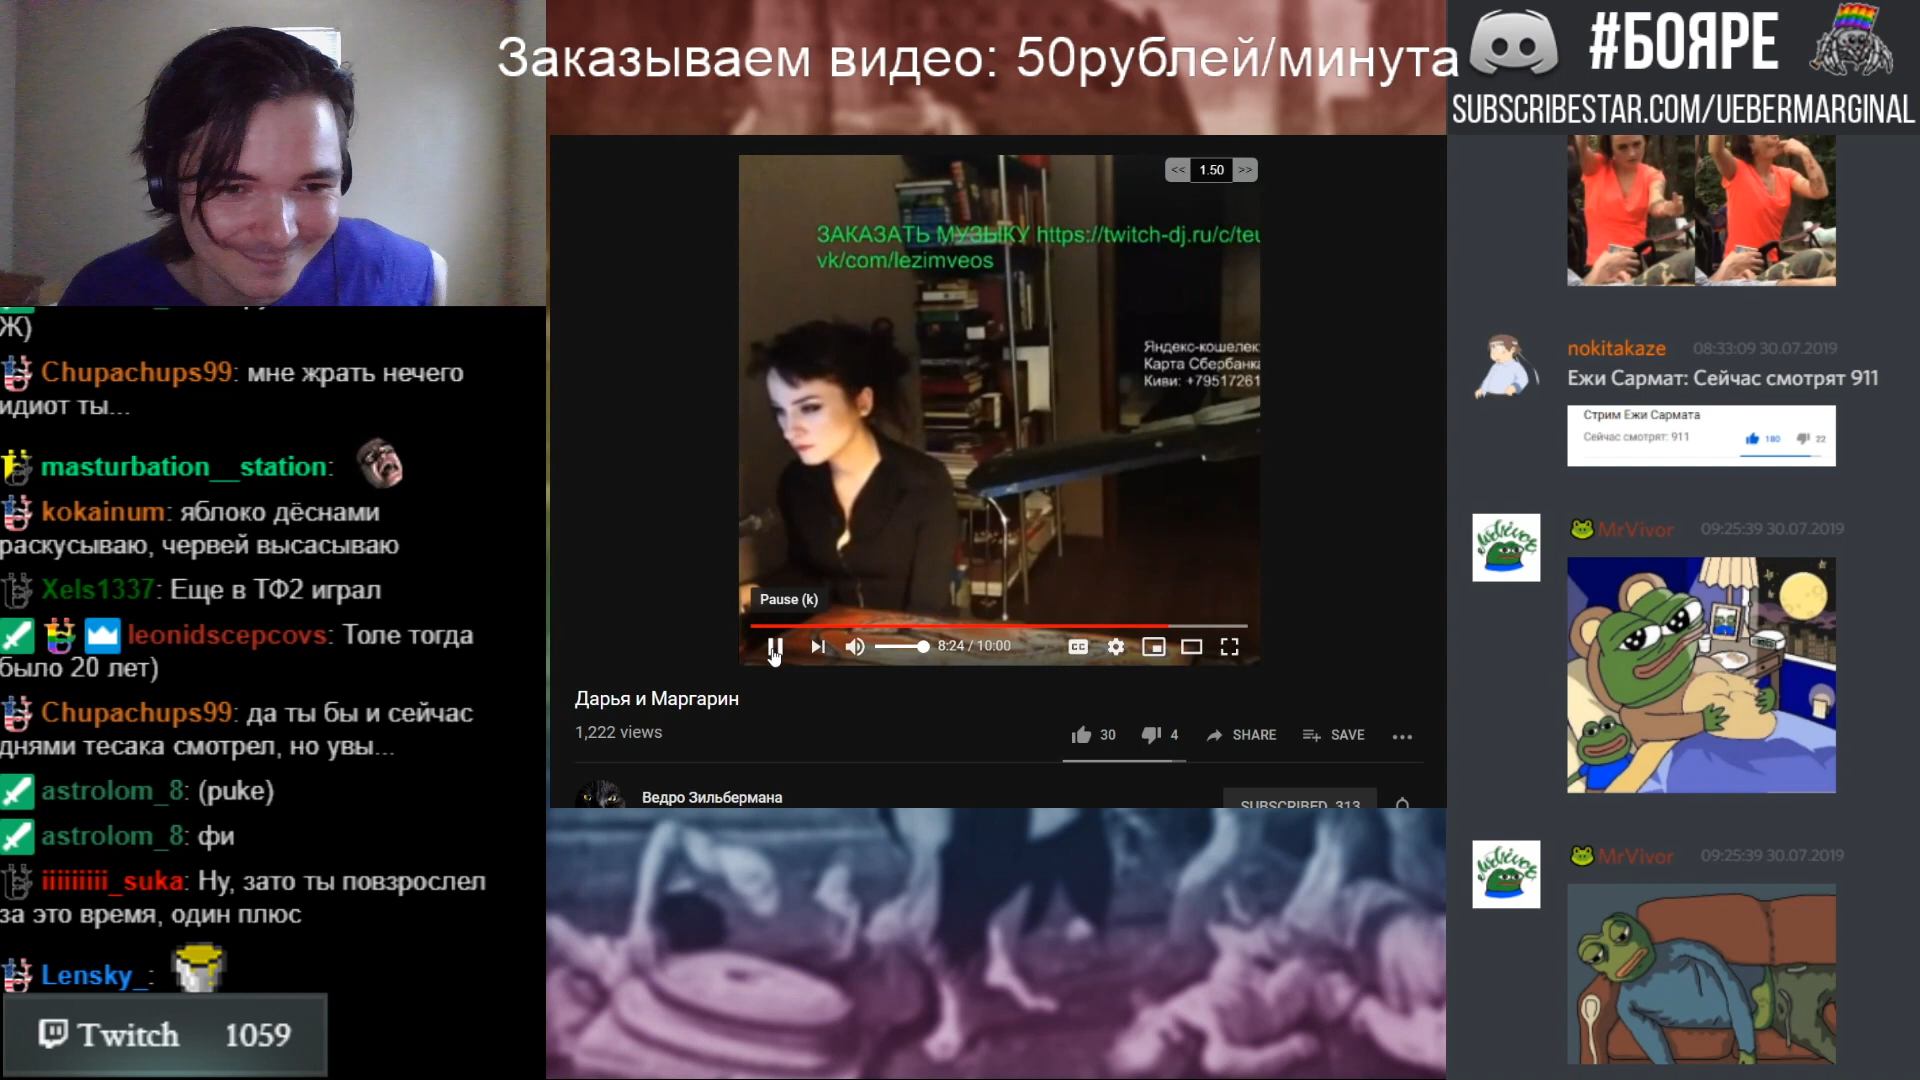 Заказываем видео: 50рублей/минута
#БОЯРЕ
SUBSCRIBESTAR.COM/UEBERMARGINAL
Ж)
Chupachups99: мне жрать нечего
идиот ты...
masturbation__station:
kokainum: яблоко дёснами
раскусываю, червей высасываю
Xels1337: Еще в ТФ2 играл
leonidscepcovs: Толе тогда
было 20 лет)
Chupachups99: да ты бы и сейчас
днями тесака смотрел, но увы...
astrolom_8: (puke)
astrolom_8: фи
iiiiiiiii_suka: Ну, зато ты повзрослел
за это время, один плюс
Lensky_:
Twitch 1059
<< 1.50 >>
ЗАКАЗАТЬ МУЗЫКУ https://twitch-dj.ru/c/teu
vk/com/lezimveos
Яндекс-кошелек
Карта Сбербанка
Киви: +79517261
Pause (k)
8:24 / 10:00
CC
Дарья и Маргарин
1,222 views
30 4 SHARE SAVE
Ведро Зильбермана
SUBSCRIBED 313
nokitakaze 08:33:09 30.07.2019
Ежи Сармат: Сейчас смотрят 911
Стрим Ежи Сармата
Сейчас смотрят: 911 180 22
MrVivor 09:25:39 30.07.2019
MrVivor 09:25:39 30.07.2019